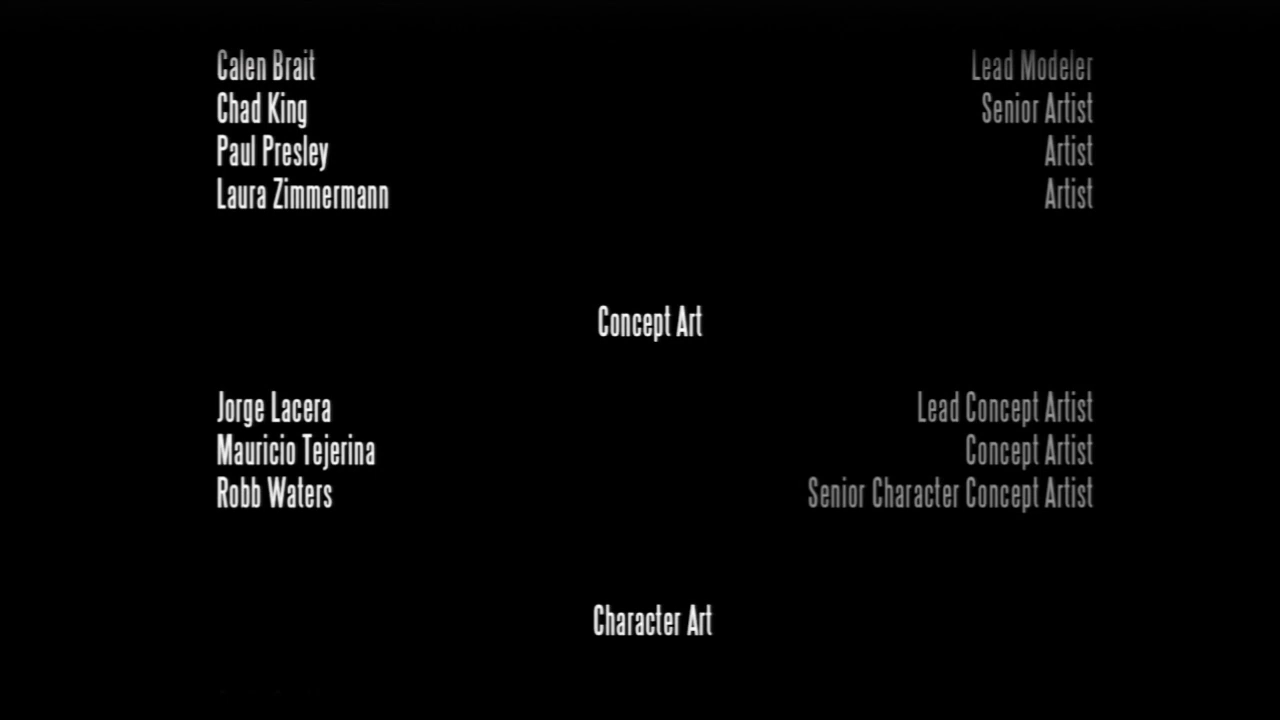 Calen Brait Lead Modeler
Chad King Senior Artist
Paul Presley Artist
Laura Zimmermann Artist
Concept Art
Jorge Lacera Lead Concept Artist
Mauricio Tejerina Concept Artist
Robb Waters Senior Character Concept Artist
Character Art